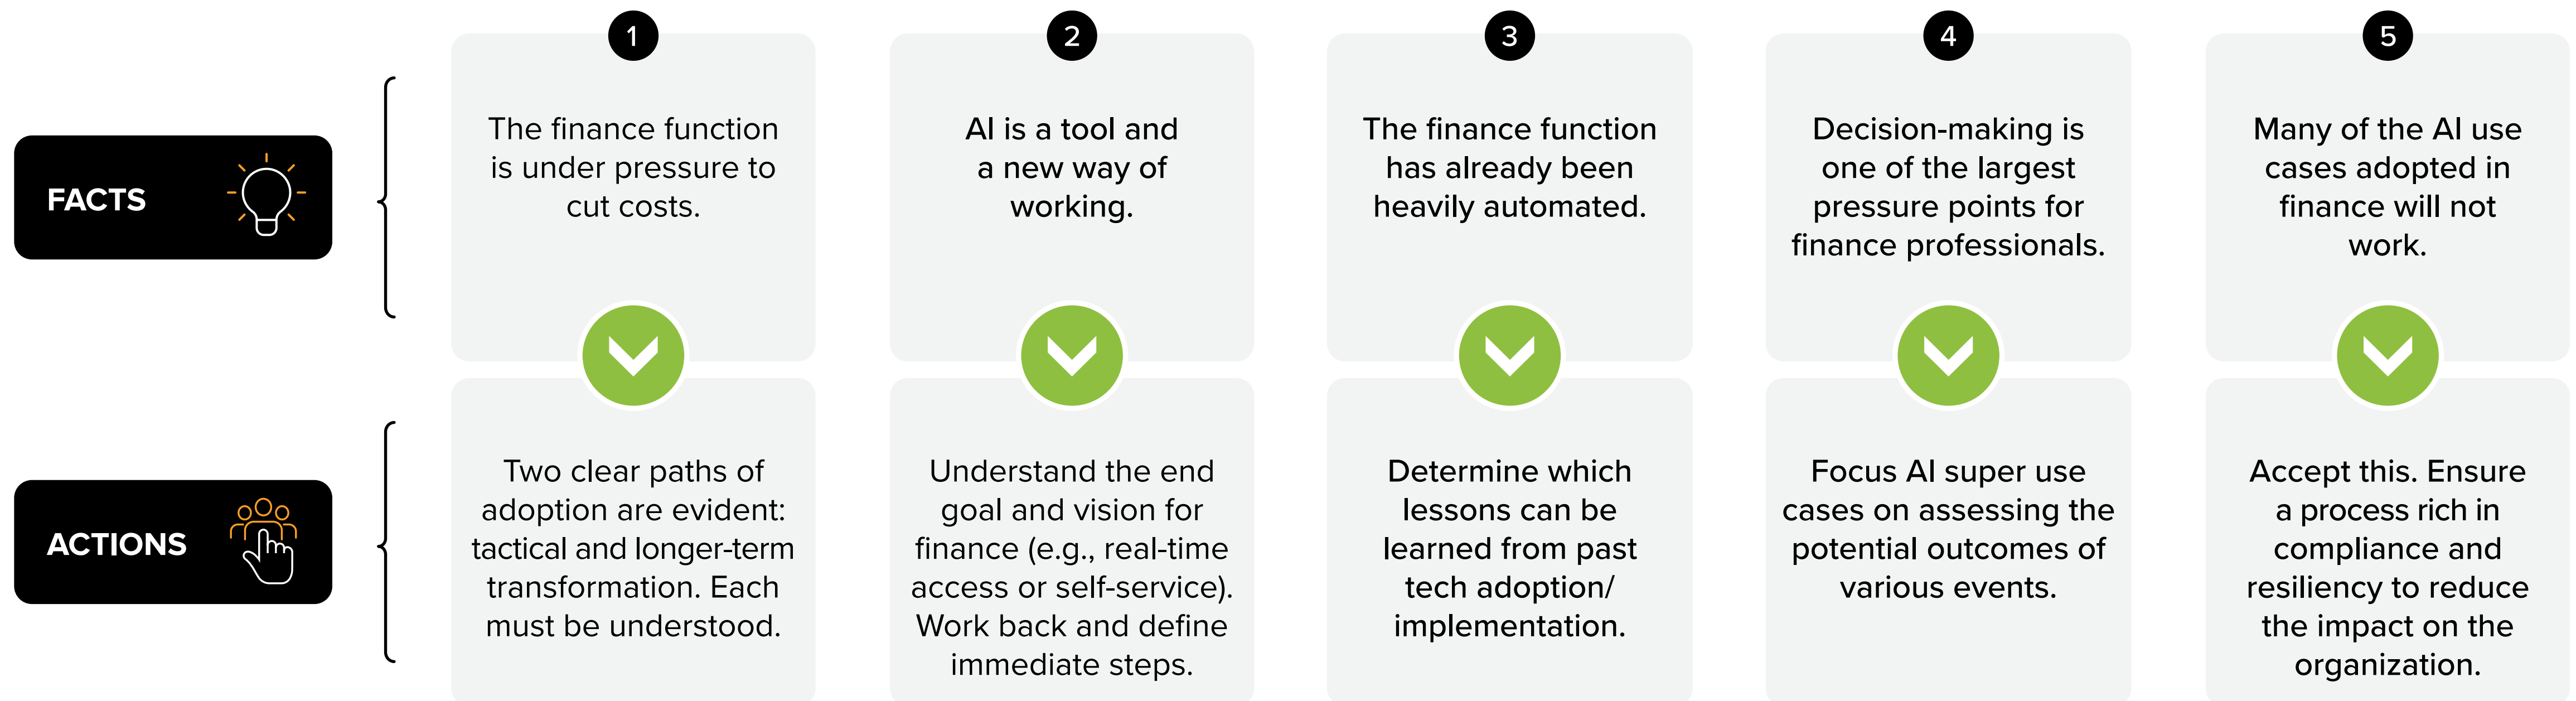 FACTS
1
The finance function
is under pressure to
cut costs.
2
AI is a tool and
a new way of
working.
3
The finance function
has already been
heavily automated.
4
Decision-making is
one of the largest
pressure points for
finance professionals.
5
Many of the AI use
cases adopted in
finance will not
work.
ACTIONS
Two clear paths of
adoption are evident:
tactical and longer-term
transformation. Each
must be understood.
Understand the end
goal and vision for
finance (e.g., real-time
access or self-service).
Work back and define
immediate steps.
Determine which
lessons can be
learned from past
tech adoption/
implementation.
Focus AI super use
cases on assessing the
potential outcomes of
various events.
Accept this. Ensure
a process rich in
compliance and
resiliency to reduce
the impact on the
organization.